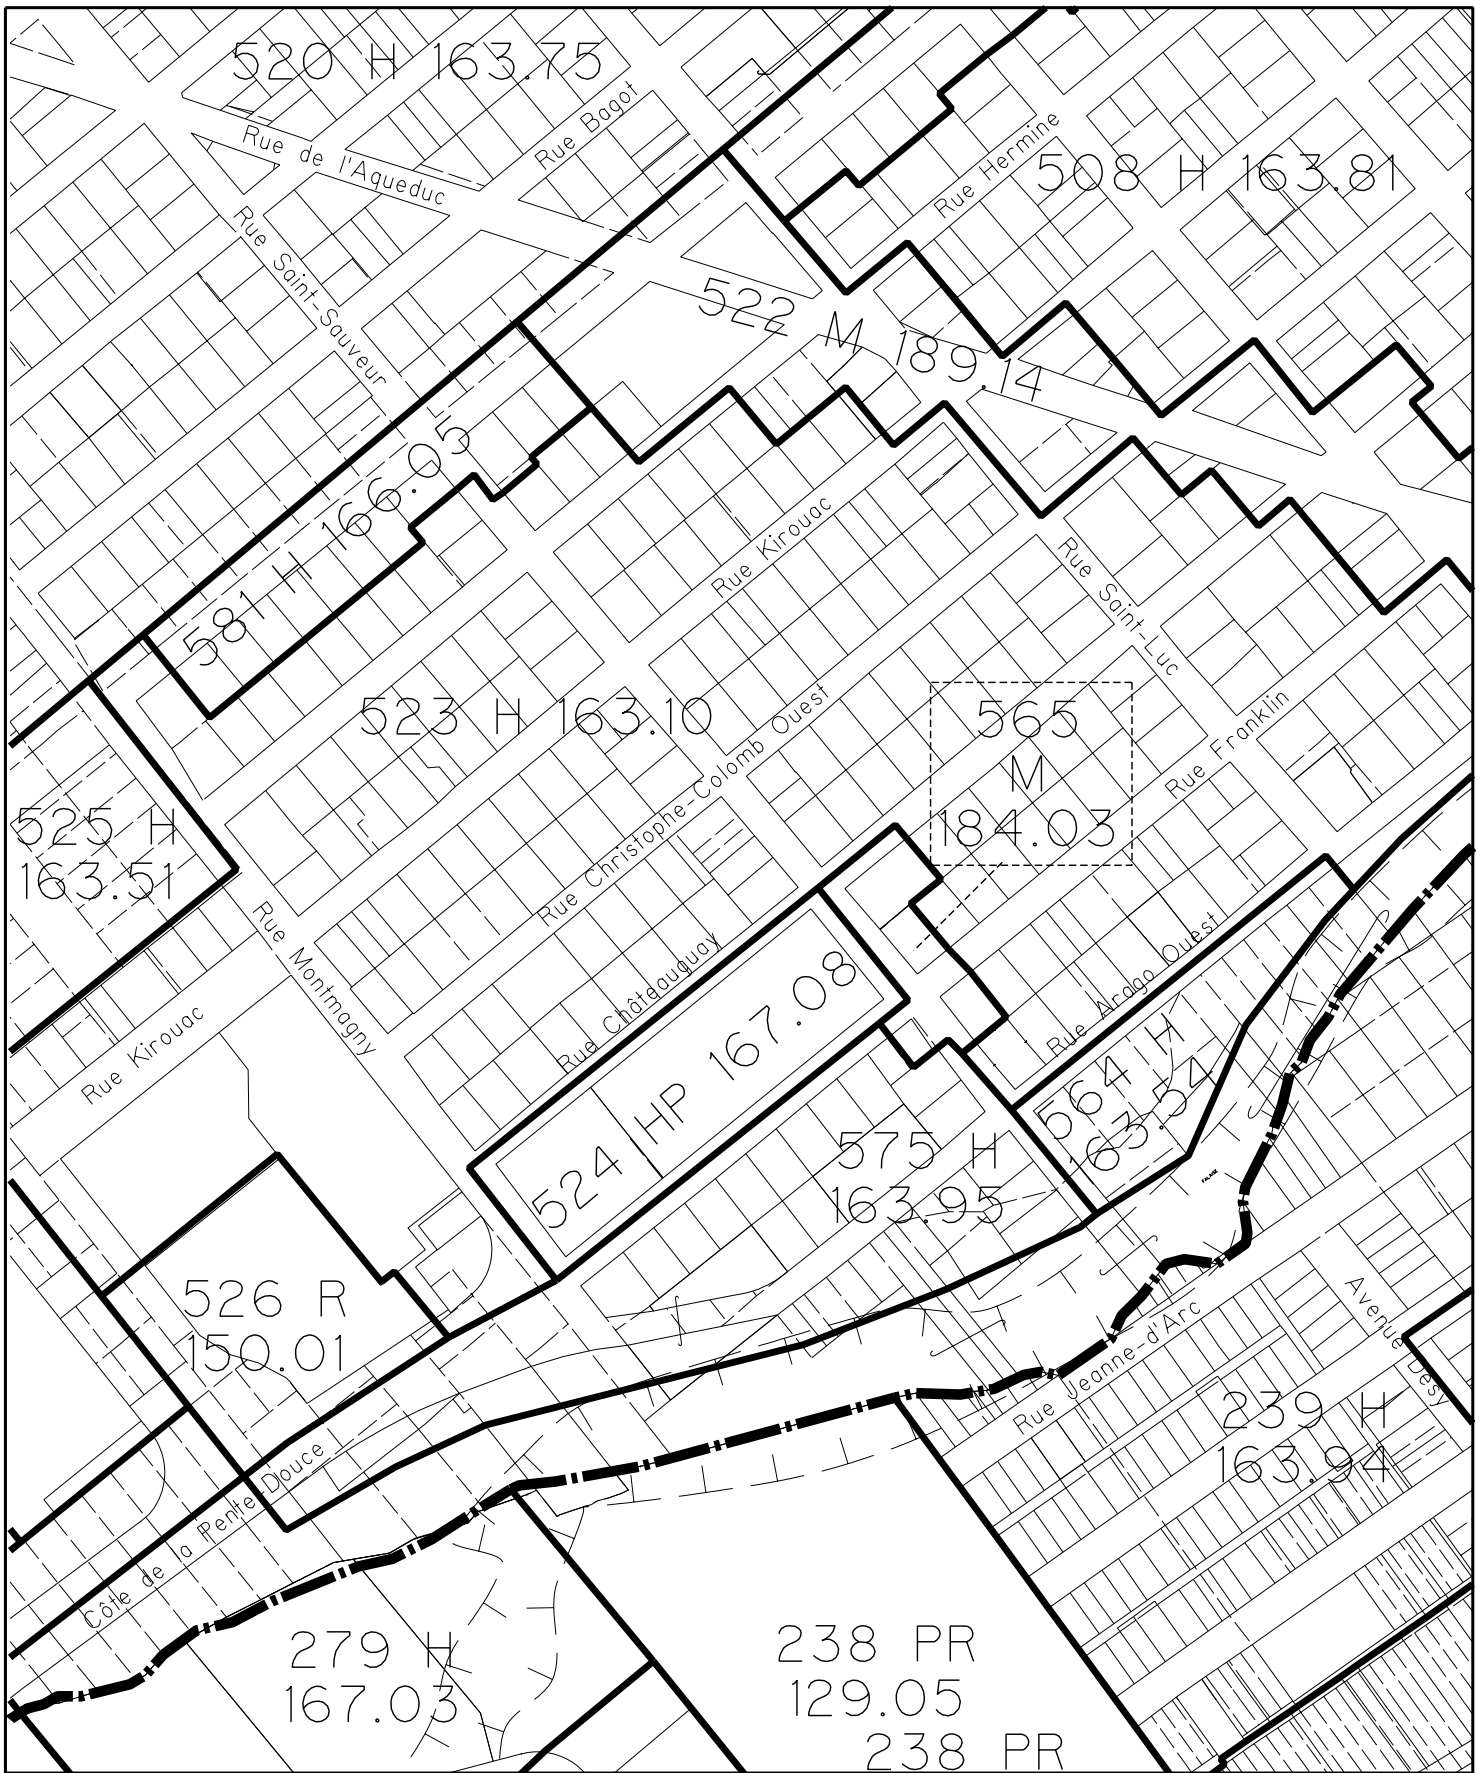 520 H 163.75
Rue Bagot
Rue de l'Aqueduc
Rue Hermine
508 H 163.81
Rue Saint-Sauveur
522 M 189.14
581 H 166.05
Rue Kirouac
Rue Saint-Luc
523 H 163.10
Rue Christophe-Colomb Ouest
565
M
184.03
Rue Franklin
525 H
163.51
Rue Montmagny
Rue Châteauguay
Rue Arago Ouest
Rue Kirouac
524 HP 167.08
564 H
163.54
575 H
163.95
FALAISE
526 R
150.01
Rue Jeanne-d'Arc
Avenue Désy
239 H
163.94
Côte de la Pente Douce
279 H
167.03
238 PR
129.05
238 PR